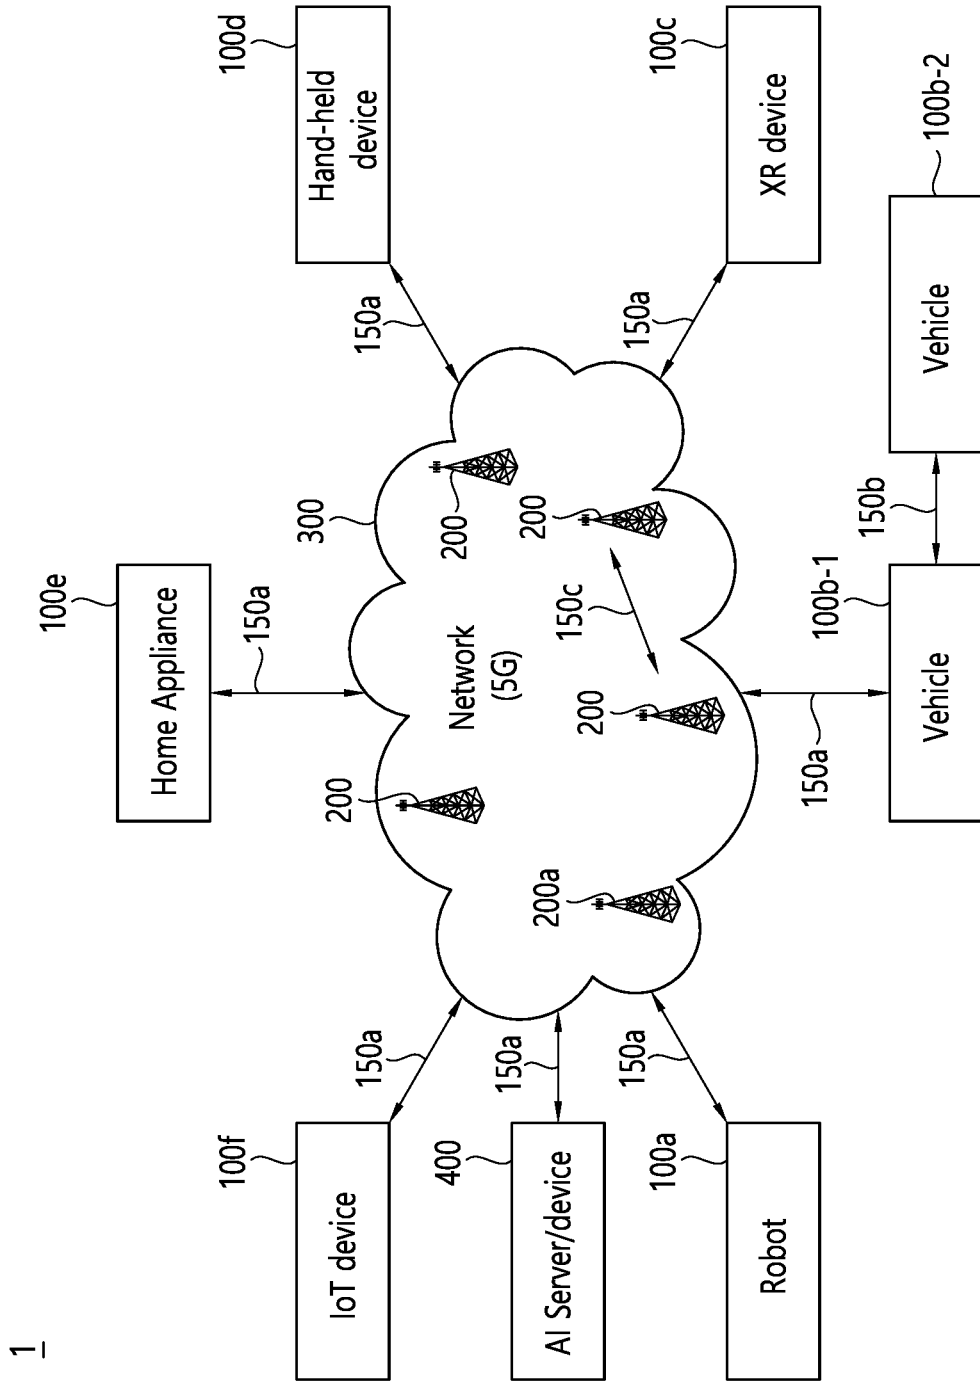 1
Home Appliance
100e
150a
IoT device
100f
150a
300
Hand-held
device
100d
150a
200
200
Network
(5G)
AI Server/device
400
150a
200a
200
150c
200
Robot
100a
150a
XR device
100c
150a
150a
Vehicle
100b-1
150b
Vehicle
100b-2